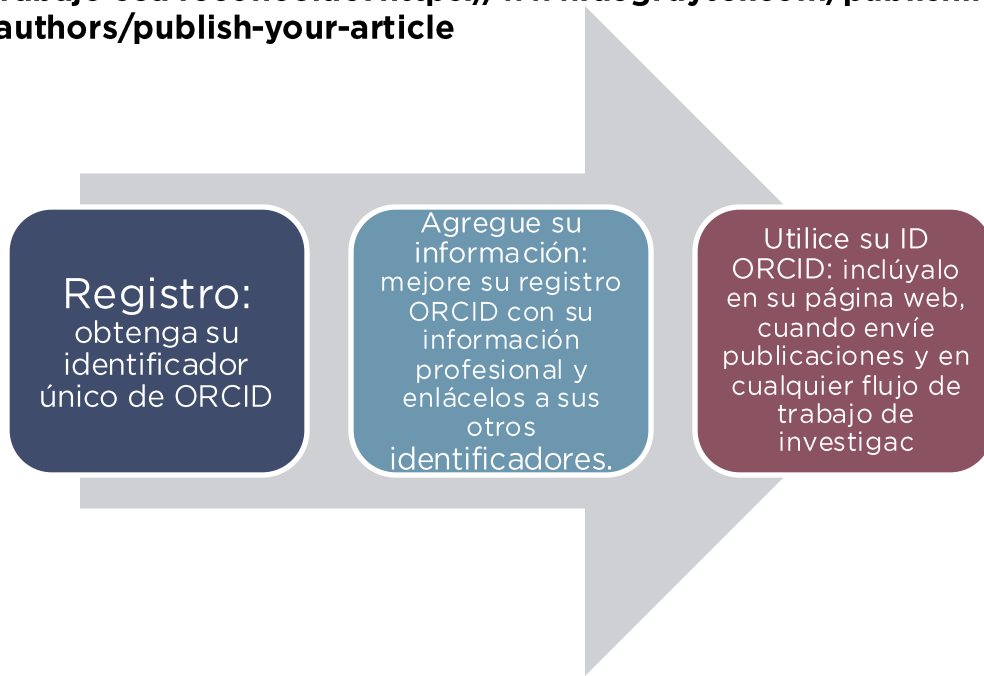 authors/publish-your-article
Registro:
obtenga su
identificador
único de ORCID
Agregue su
información:
mejore su registro
ORCID con su
información
profesional y
enlácelos a sus
otros
identificadores.
Utilice su ID
ORCID: inclúyalo
en su página web,
cuando envíe
publicaciones y en
cualquier flujo de
trabajo de
investigac